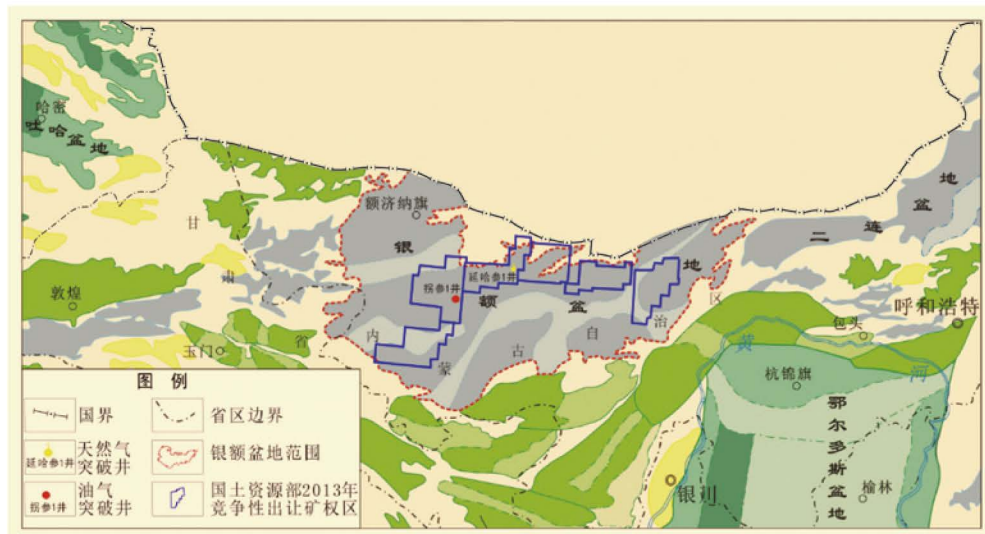 哈密
吐哈盆地
甘
肃
省
敦煌
玉门
额济纳旗
银
额
盆
地
延哈参1井
拐参1井
内
蒙
古
自
治
区
二
连
盆
地
呼和浩特
包头
黄
河
杭锦旗
鄂尔多斯盆地
榆林
银川
图 例
国界
省区边界
延哈参1井
天然气
突破井
银额盆地范围
拐参1井
油气
突破井
国土资源部2013年
竞争性出让矿权区